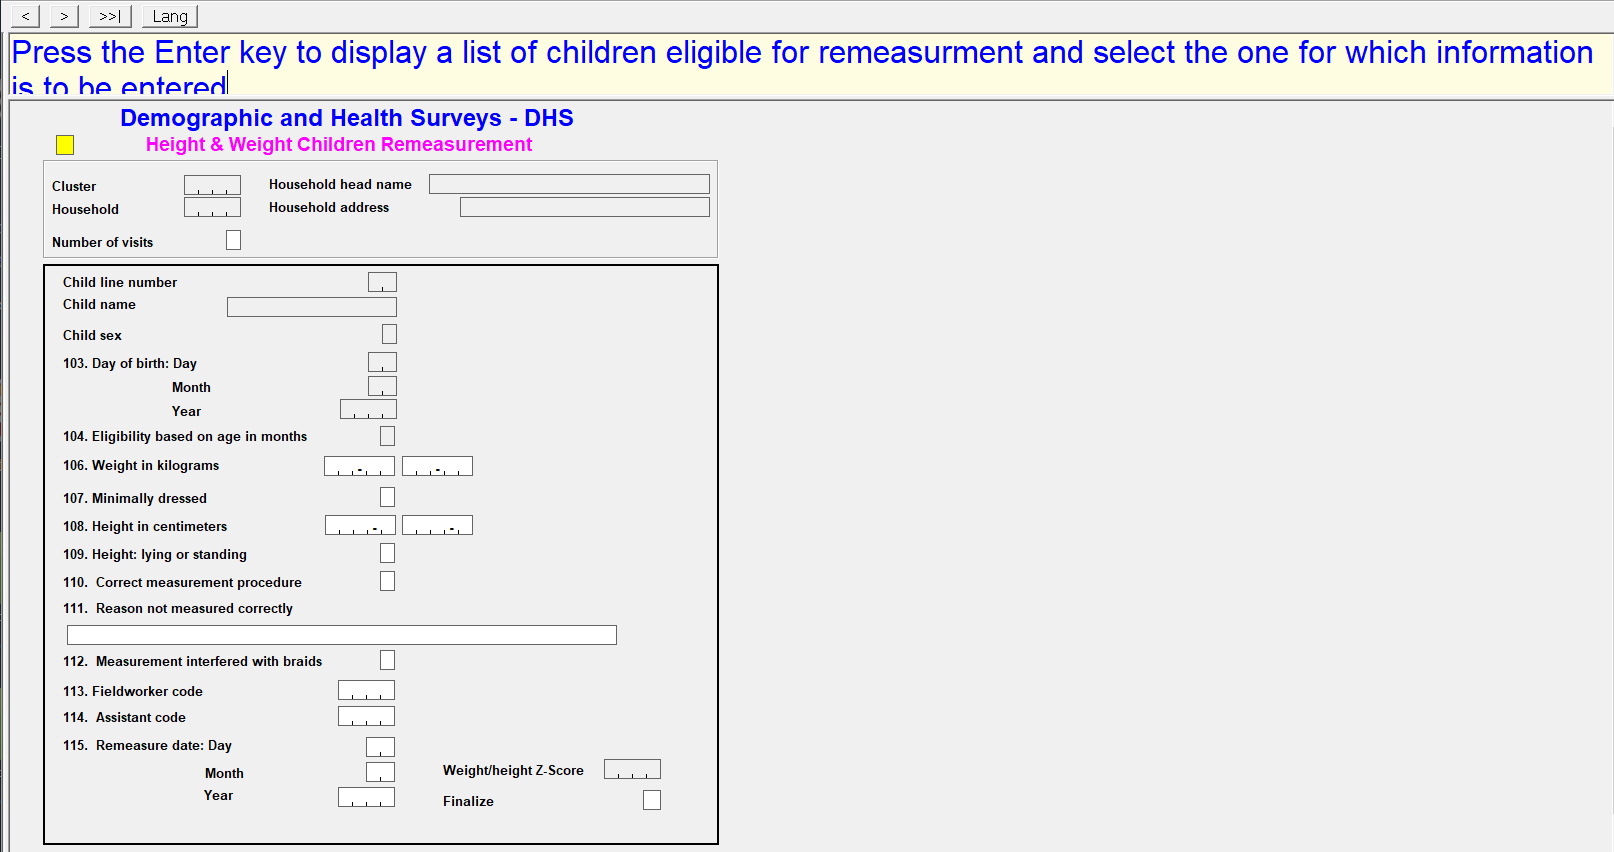 < > >>| Lang
Press the Enter key to display a list of children eligible for remeasurment and select the one for which information
is to be entered
Demographic and Health Surveys - DHS
Height & Weight Children Remeasurement
Cluster Household head name
Household Household address
Number of visits
Child line number
Child name
Child sex
103. Day of birth: Day
Month
Year
104. Eligibility based on age in months
106. Weight in kilograms
107. Minimally dressed
108. Height in centimeters
109. Height: lying or standing
110. Correct measurement procedure
111. Reason not measured correctly
112. Measurement interfered with braids
113. Fieldworker code
114. Assistant code
115. Remeasure date: Day
Month Weight/height Z-Score
Year Finalize